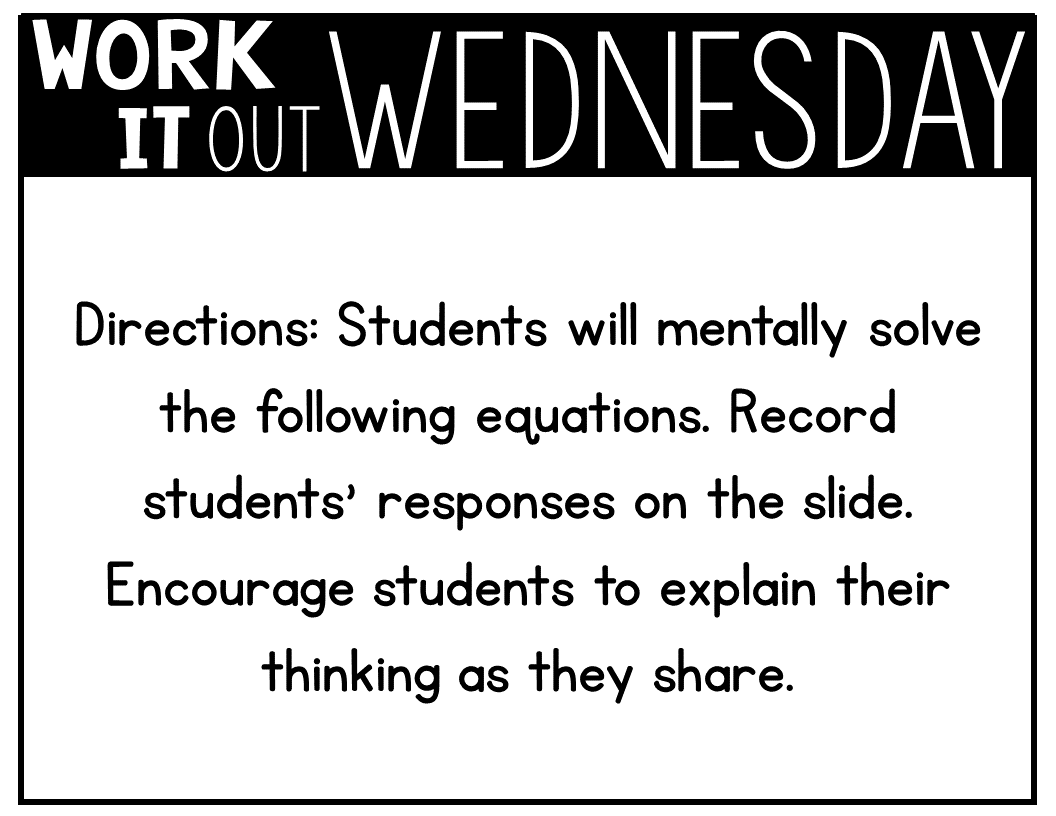 WORK
IT OUT WEDNESDAY
Directions: Students will mentally solve
the following equations. Record
students’ responses on the slide.
Encourage students to explain their
thinking as they share.